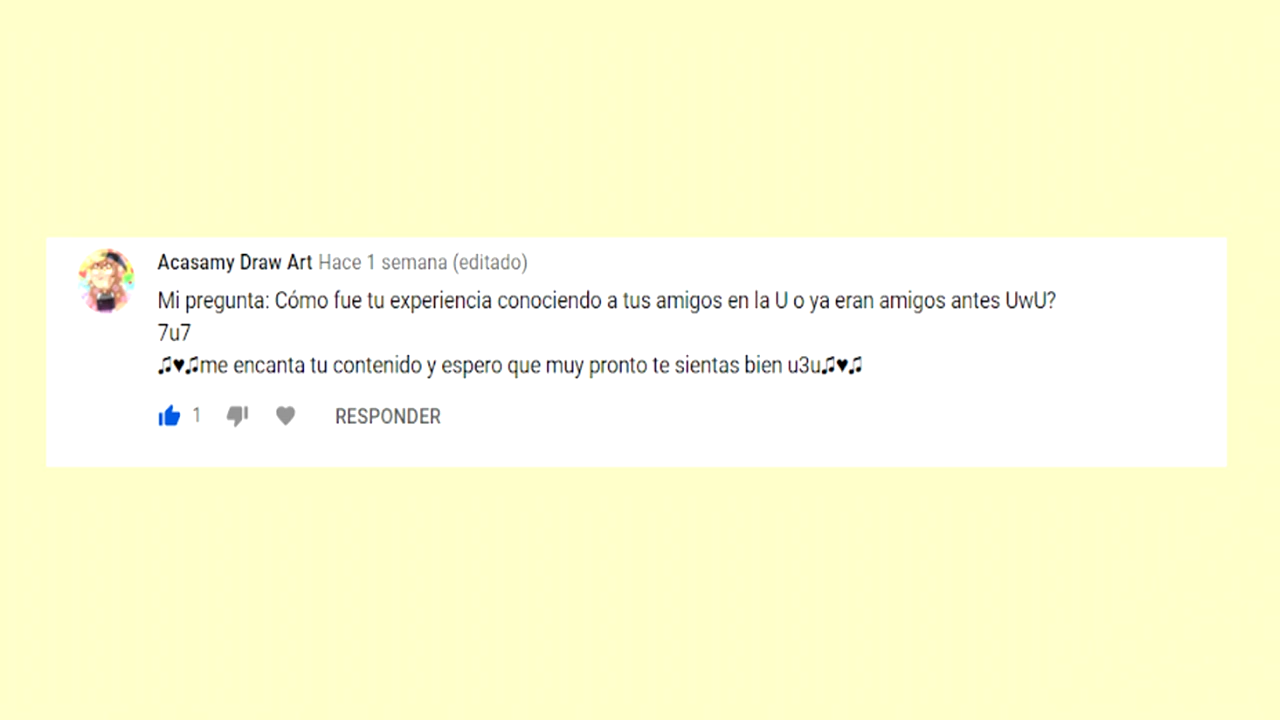 Acasamy Draw Art Hace 1 semana (editado)
Mi pregunta: Cómo fue tu experiencia conociendo a tus amigos en la U o ya eran amigos antes UwU?
7u7
♫♥♫me encanta tu contenido y espero que muy pronto te sientas bien u3u♫♥♫
1 RESPONDER